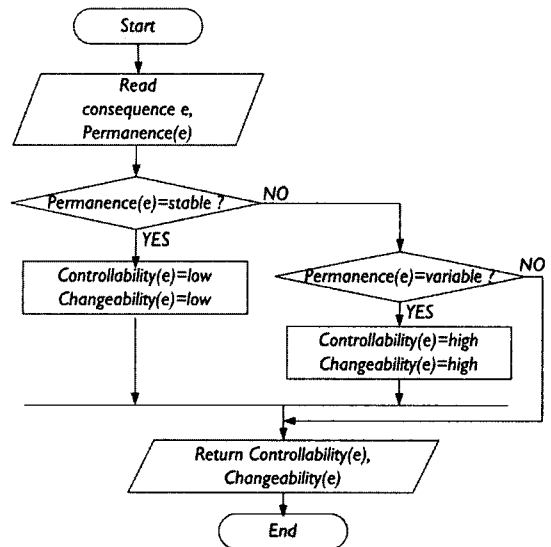 Start
Read
consequence e,
Permanence(e)
Permanence(e)=stable ?
NO
YES
Controllability(e)=low
Changeability(e)=low
Permanence(e)=variable ?
NO
YES
Controllability(e)=high
Changeability(e)=high
Return Controllability(e),
Changeability(e)
End